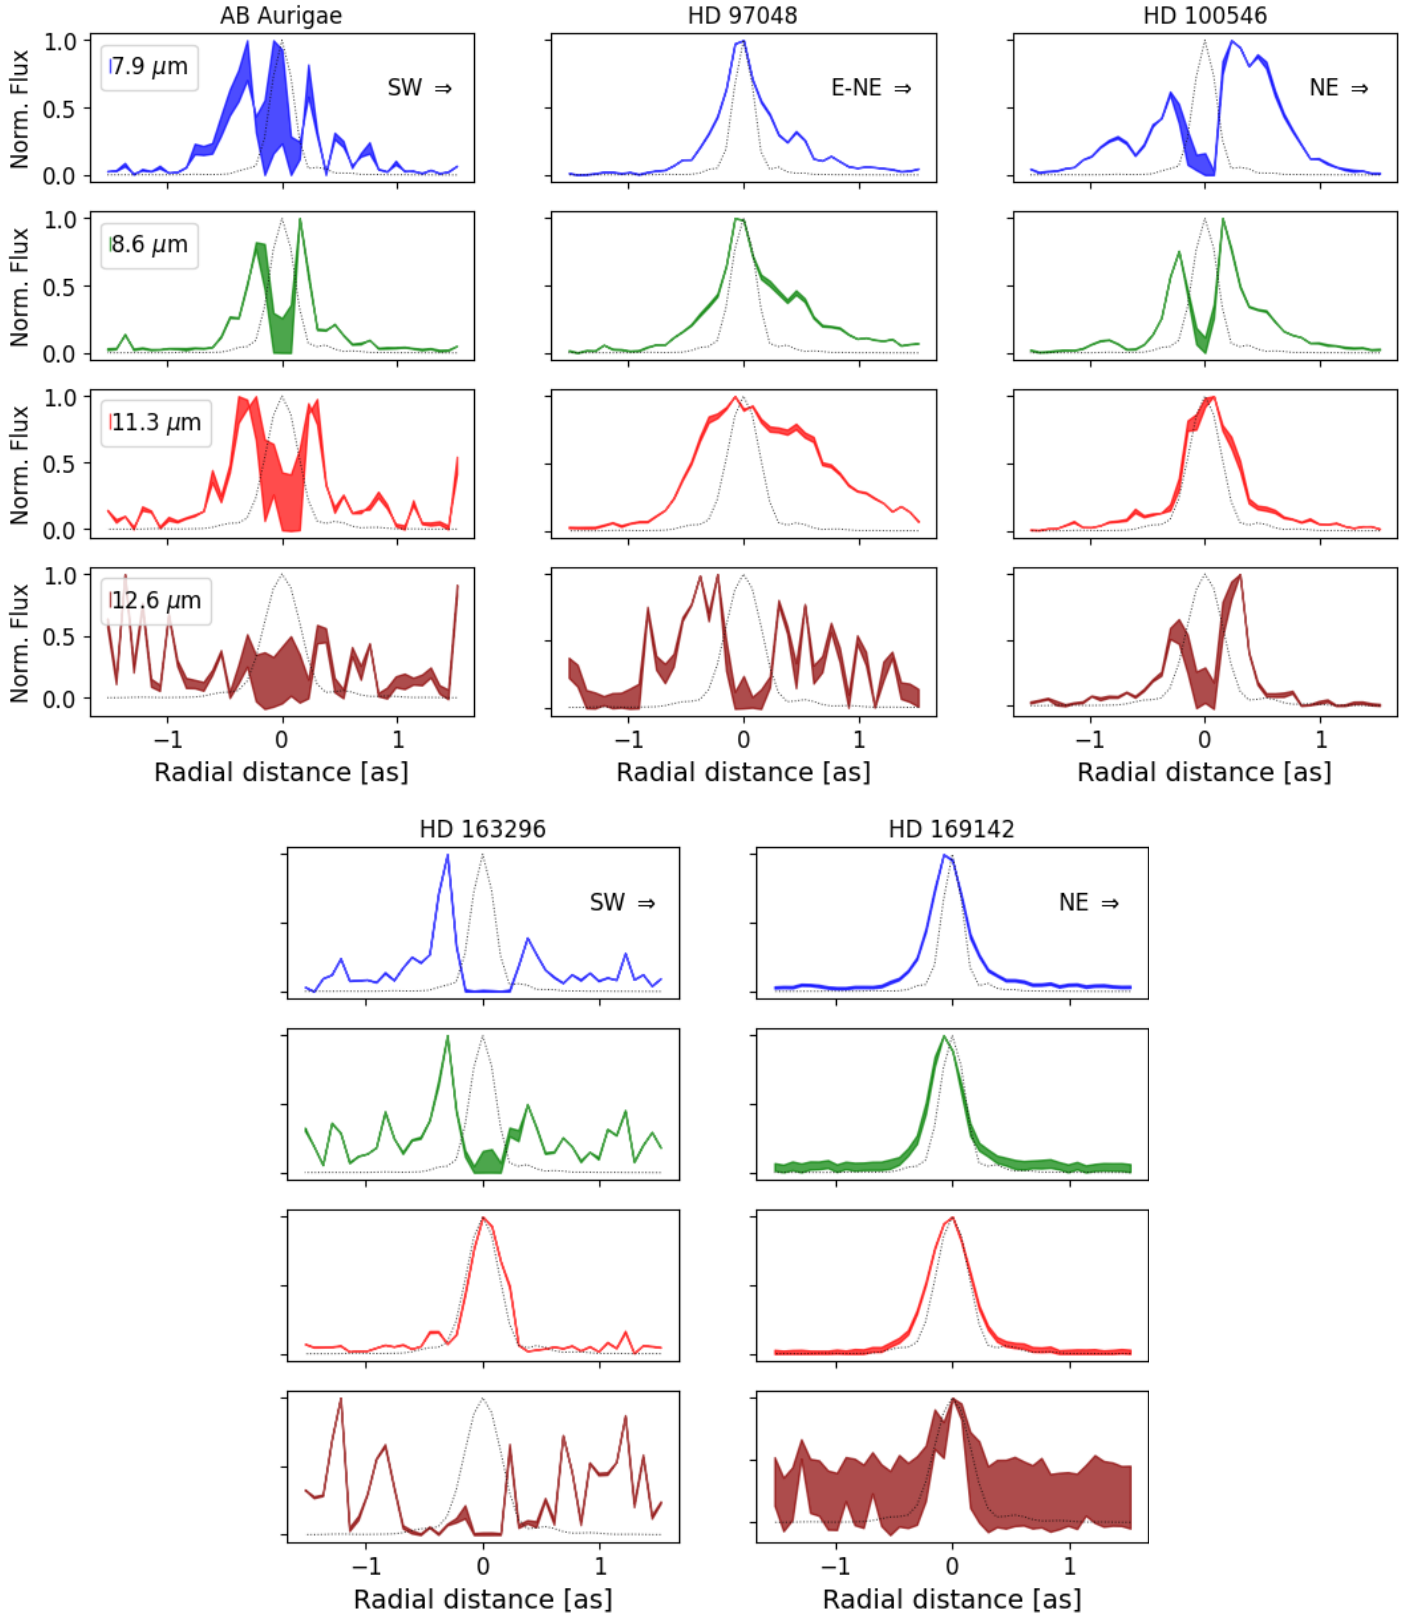 AB Aurigae
HD 97048
HD 100546
Norm. Flux
1.0
0.5
0.0
7.9 μm
SW ⇒
E-NE ⇒
NE ⇒
Norm. Flux
1.0
0.5
0.0
8.6 μm
Norm. Flux
1.0
0.5
0.0
11.3 μm
Norm. Flux
1.0
0.5
0.0
12.6 μm
−1 0 1
−1 0 1
−1 0 1
Radial distance [as]
Radial distance [as]
Radial distance [as]
HD 163296
HD 169142
SW ⇒
NE ⇒
−1 0 1
−1 0 1
Radial distance [as]
Radial distance [as]